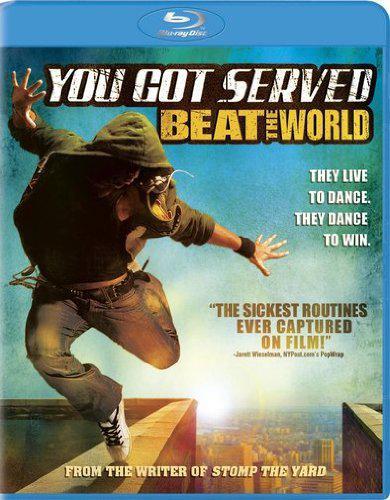 Blu-ray Disc
YOU GOT SERVED
BEAT THE WORLD
THEY LIVE
TO DANCE.
THEY DANCE
TO WIN.
"THE SICKEST ROUTINES
EVER CAPTURED
ON FILM!"
-Jarett Wieselman, NYPost.com's PopWrap
FROM THE WRITER OF STOMP THE YARD